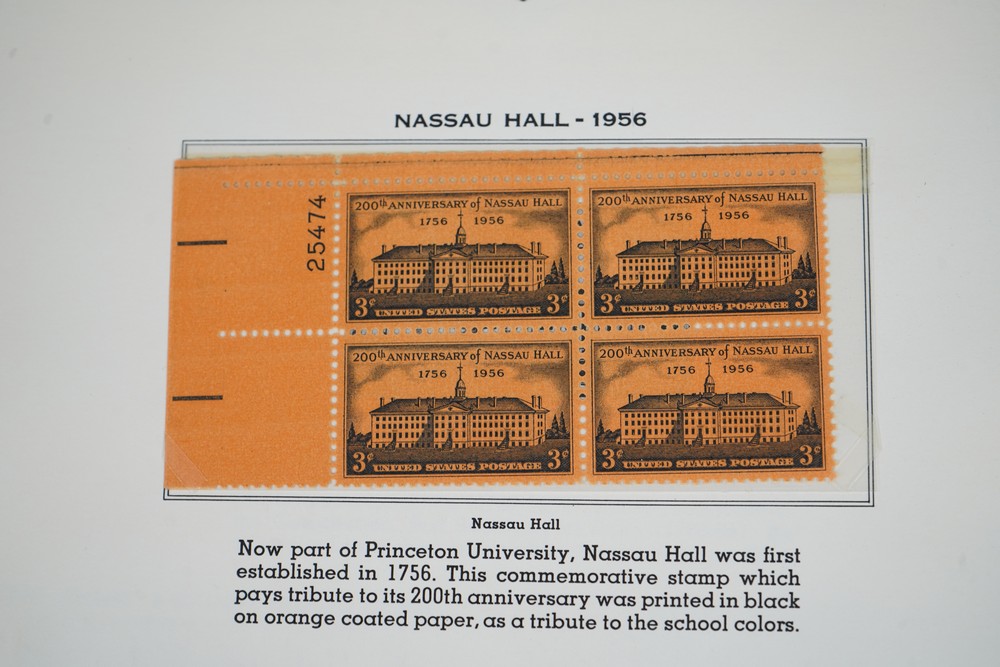 NASSAU HALL - 1956
25474
200th ANNIVERSARY of NASSAU HALL
1756 1956
3¢ UNITED STATES POSTAGE 3¢
200th ANNIVERSARY of NASSAU HALL
1756 1956
3¢ UNITED STATES POSTAGE 3¢
200th ANNIVERSARY of NASSAU HALL
1756 1956
3¢ UNITED STATES POSTAGE 3¢
200th ANNIVERSARY of NASSAU HALL
1756 1956
3¢ UNITED STATES POSTAGE 3¢
Nassau Hall
Now part of Princeton University, Nassau Hall was first
established in 1756. This commemorative stamp which
pays tribute to its 200th anniversary was printed in black
on orange coated paper, as a tribute to the school colors.